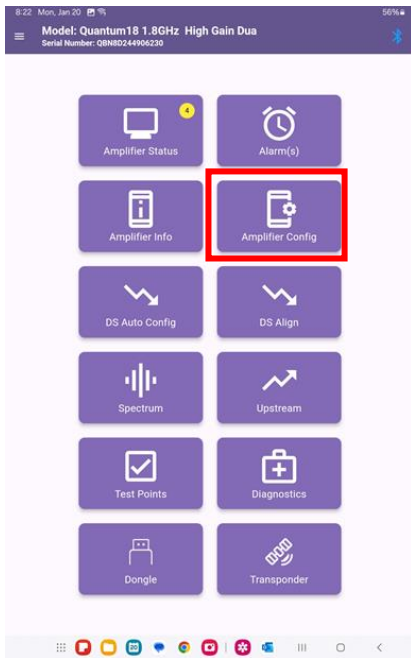 8:22 Mon, Jan 20
56%
Model: Quantum18 1.8GHz High Gain Dua
Serial Number: QBN8D244906230
4
Amplifier Status
Alarm(s)
Amplifier Info
Amplifier Config
DS Auto Config
DS Align
Spectrum
Upstream
Test Points
Diagnostics
Dongle
Transponder
20